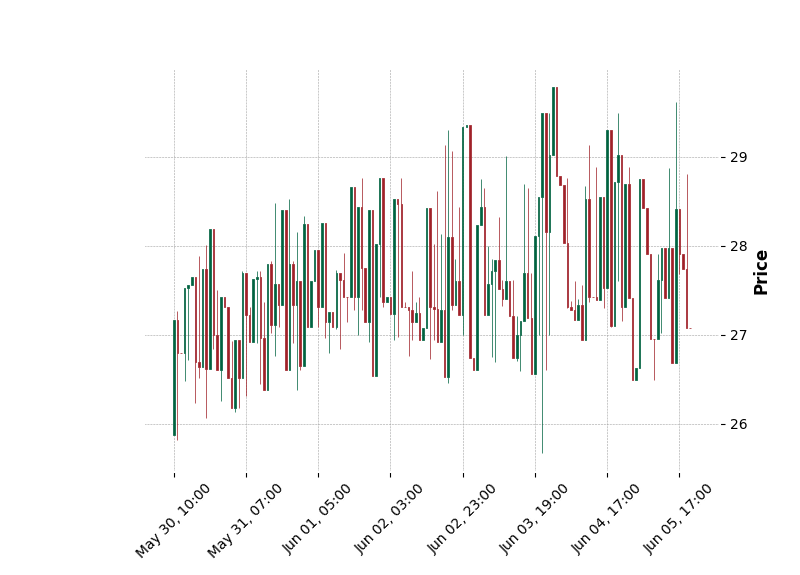 29
28
27
26
Price
May 30, 10:00
May 31, 07:00
Jun 01, 05:00
Jun 02, 03:00
Jun 02, 23:00
Jun 03, 19:00
Jun 04, 17:00
Jun 05, 17:00